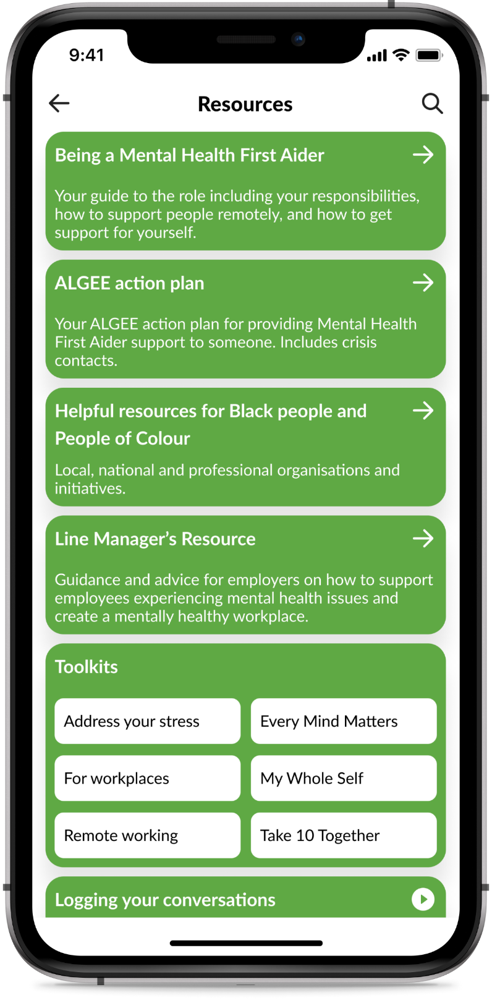 9:41
Resources
Being a Mental Health First Aider
Your guide to the role including your responsibilities,
how to support people remotely, and how to get
support for yourself.
ALGEE action plan
Your ALGEE action plan for providing Mental Health
First Aider support to someone. Includes crisis
contacts.
Helpful resources for Black people and
People of Colour
Local, national and professional organisations and
initiatives.
Line Manager’s Resource
Guidance and advice for employers on how to support
employees experiencing mental health issues and
create a mentally healthy workplace.
Toolkits
Address your stress
Every Mind Matters
For workplaces
My Whole Self
Remote working
Take 10 Together
Logging your conversations